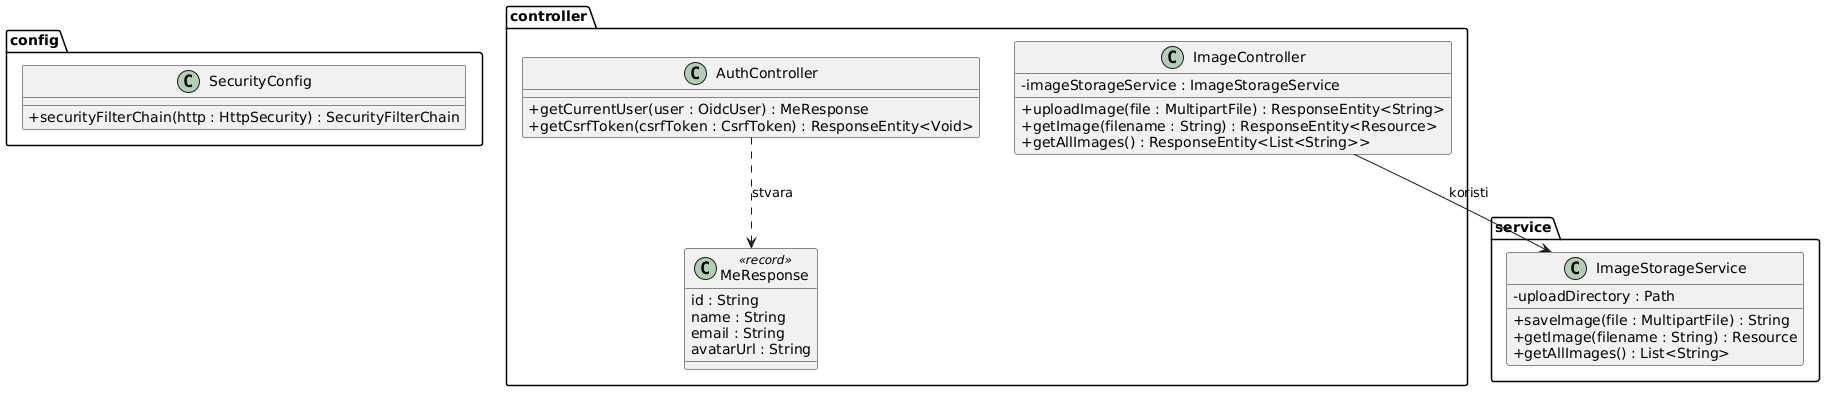 config
C SecurityConfig
+securityFilterChain(http : HttpSecurity) : SecurityFilterChain
controller
C AuthController
+getCurrentUser(user : OidcUser) : MeResponse
+getCsrfToken(csrfToken : CsrfToken) : ResponseEntity<Void>
C ImageController
-imageStorageService : ImageStorageService
+uploadImage(file : MultipartFile) : ResponseEntity<String>
+getImage(filename : String) : ResponseEntity<Resource>
+getAllImages() : ResponseEntity<List<String>>
stvara
koristi
C «record»
MeResponse
id : String
name : String
email : String
avatarUrl : String
service
C ImageStorageService
-uploadDirectory : Path
+saveImage(file : MultipartFile) : String
+getImage(filename : String) : Resource
+getAllImages() : List<String>